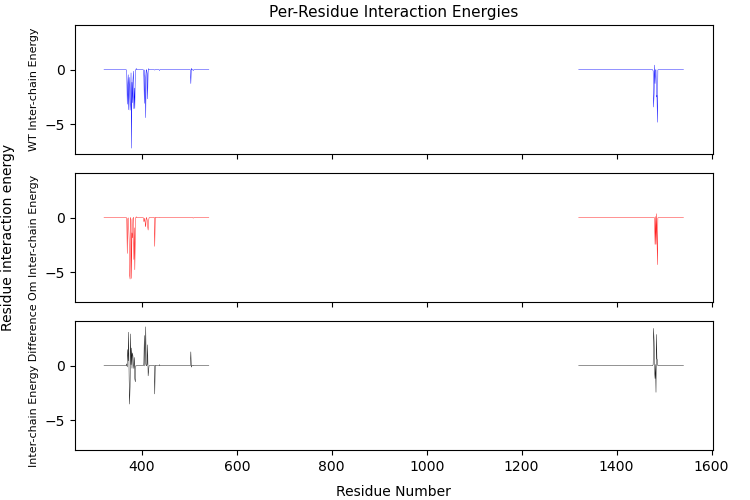 Per-Residue Interaction Energies
Residue interaction energy
WT Inter-chain Energy
0
−5
Om Inter-chain Energy
0
−5
Inter-chain Energy Difference
0
−5
400
600
800
1000
1200
1400
1600
Residue Number